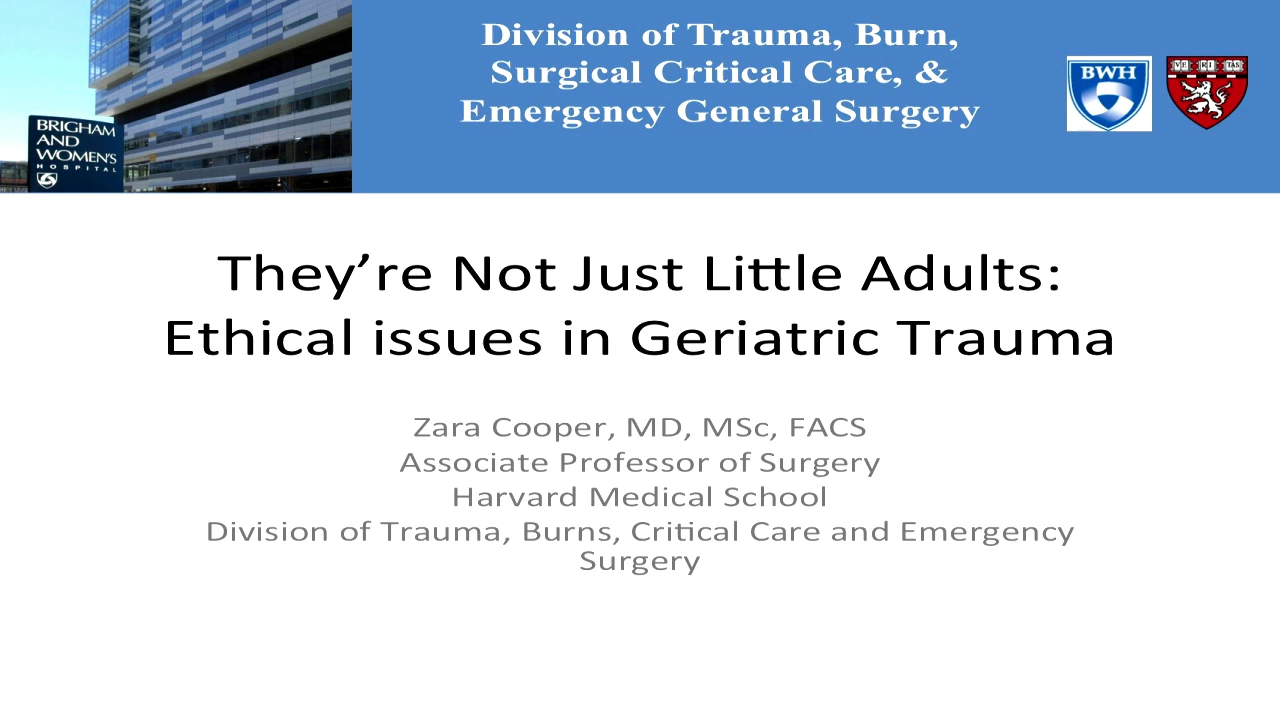 Division of Trauma, Burn,
Surgical Critical Care, &
Emergency General Surgery
BWH
VE RI TAS
BRIGHAM
AND
WOMEN'S
HOSPITAL
They’re Not Just Little Adults:
Ethical issues in Geriatric Trauma
Zara Cooper, MD, MSc, FACS
Associate Professor of Surgery
Harvard Medical School
Division of Trauma, Burns, Critical Care and Emergency
Surgery